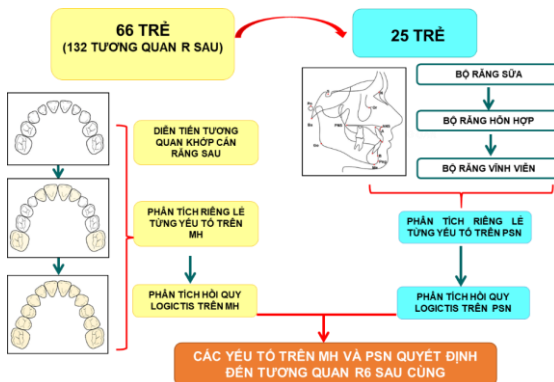 66 TRẺ
(132 TƯƠNG QUAN R SAU)
25 TRẺ
DIỄN TIẾN TƯƠNG
QUAN KHỚP CẮN
RĂNG SAU
PHÂN TÍCH RIÊNG LẺ
TỪNG YẾU TỐ TRÊN
MH
PHÂN TÍCH HỒI QUY
LOGICTIS TRÊN MH
BỘ RĂNG SỮA
BỘ RĂNG HỖN HỢP
BỘ RĂNG VĨNH VIỄN
PHÂN TÍCH RIÊNG LẺ
TỪNG YẾU TỐ TRÊN PSN
PHÂN TÍCH HỒI QUY
LOGICTIS TRÊN PSN
CÁC YẾU TỐ TRÊN MH VÀ PSN QUYẾT ĐỊNH
ĐẾN TƯƠNG QUAN R6 SAU CÙNG